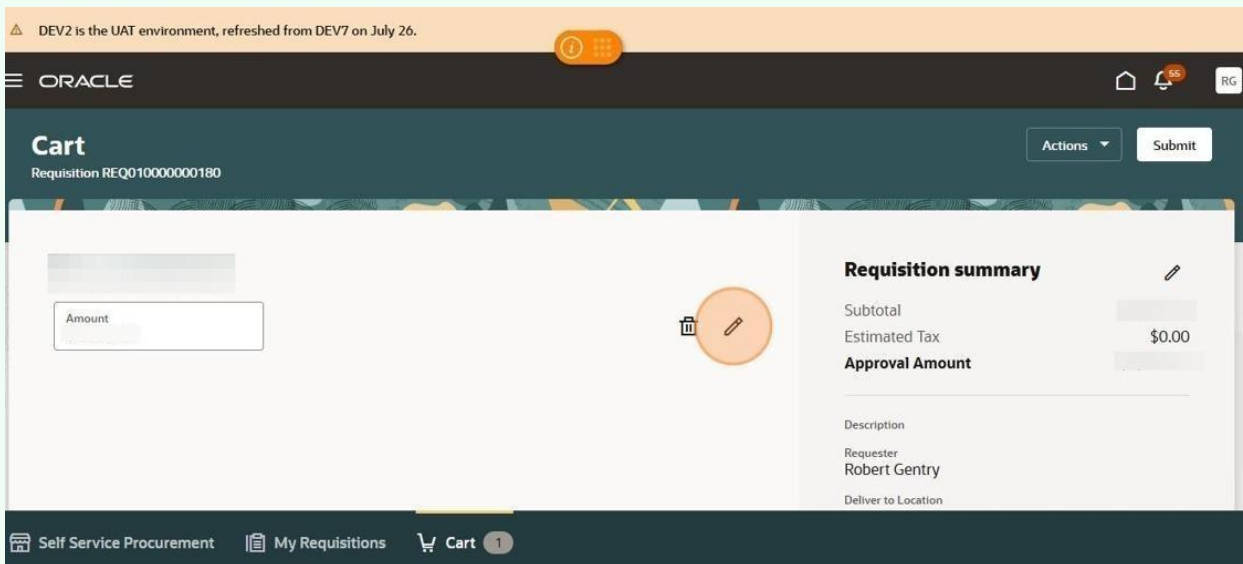 DEV2 is the UAT environment, refreshed from DEV7 on July 26.
ORACLE
55
RG
Cart
Requisition REQ010000000180
Actions
Submit
Amount
Requisition summary
Subtotal
Estimated Tax $0.00
Approval Amount
Description
Requester
Robert Gentry
Deliver to Location
Self Service Procurement
My Requisitions
Cart 1